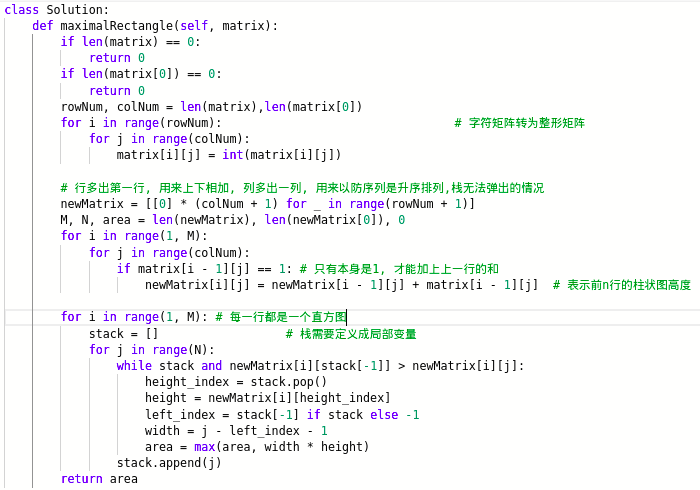 class Solution:
    def maximalRectangle(self, matrix):
        if len(matrix) == 0:
            return 0
        if len(matrix[0]) == 0:
            return 0
        rowNum, colNum = len(matrix),len(matrix[0])
        for i in range(rowNum):                                 # 字符矩阵转为整形矩阵
            for j in range(colNum):
                matrix[i][j] = int(matrix[i][j])

        # 行多出第一行, 用来上下相加, 列多出一列, 用来以防序列是升序排列,栈无法弹出的情况
        newMatrix = [[0] * (colNum + 1) for _ in range(rowNum + 1)]
        M, N, area = len(newMatrix), len(newMatrix[0]), 0
        for i in range(1, M):
            for j in range(colNum):
                if matrix[i - 1][j] == 1: # 只有本身是1, 才能加上上一行的和
                    newMatrix[i][j] = newMatrix[i - 1][j] + matrix[i - 1][j]  # 表示前n行的柱状图高度

        for i in range(1, M): # 每一行都是一个直方图
            stack = []                  # 栈需要定义成局部变量
            for j in range(N):
                while stack and newMatrix[i][stack[-1]] > newMatrix[i][j]:
                    height_index = stack.pop()
                    height = newMatrix[i][height_index]
                    left_index = stack[-1] if stack else -1
                    width = j - left_index - 1
                    area = max(area, width * height)
                stack.append(j)
        return area